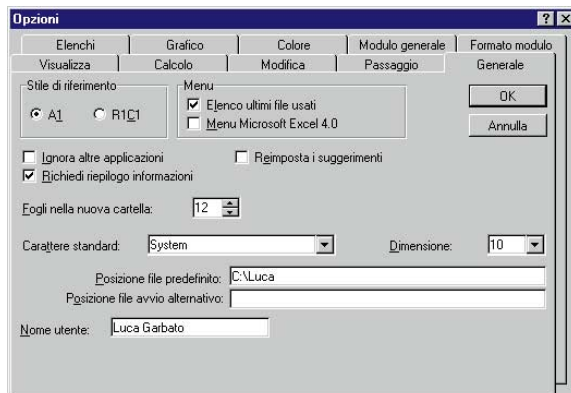 Opzioni
Elenchi Grafico Colore Modulo generale Formato modulo
Visualizza Calcolo Modifica Passaggio Generale
Stile di riferimento
A1 R1C1
Menu
Elenco ultimi file usati
Menu Microsoft Excel 4.0
OK
Annulla
Ignora altre applicazioni Reimposta i suggerimenti
Richiedi riepilogo informazioni
Fogli nella nuova cartella: 12
Carattere standard: System Dimensione: 10
Posizione file predefinito: C:\Luca
Posizione file avvio alternativo:
Nome utente: Luca Garbato